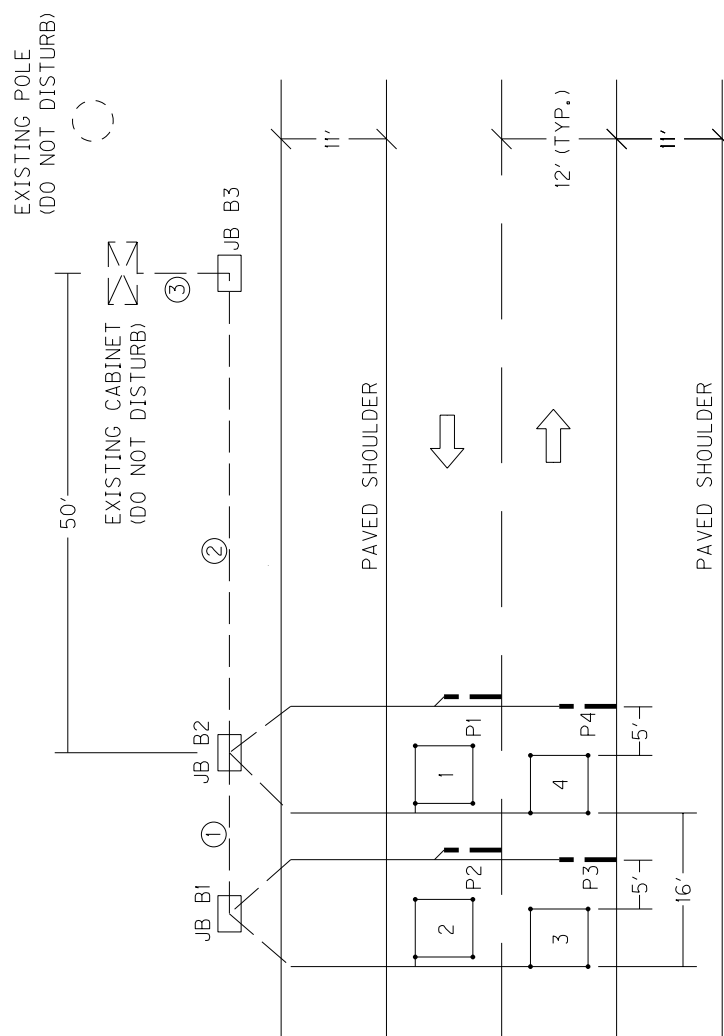 EXISTING POLE
(DO NOT DISTURB)
EXISTING CABINET
(DO NOT DISTURB)
50'
JB B3
3
2
JB B2
1
JB B1
11'
12' (TYP.)
11'
PAVED SHOULDER
PAVED SHOULDER
1
P1
2
P2
4
P4
3
P3
5'
5'
16'